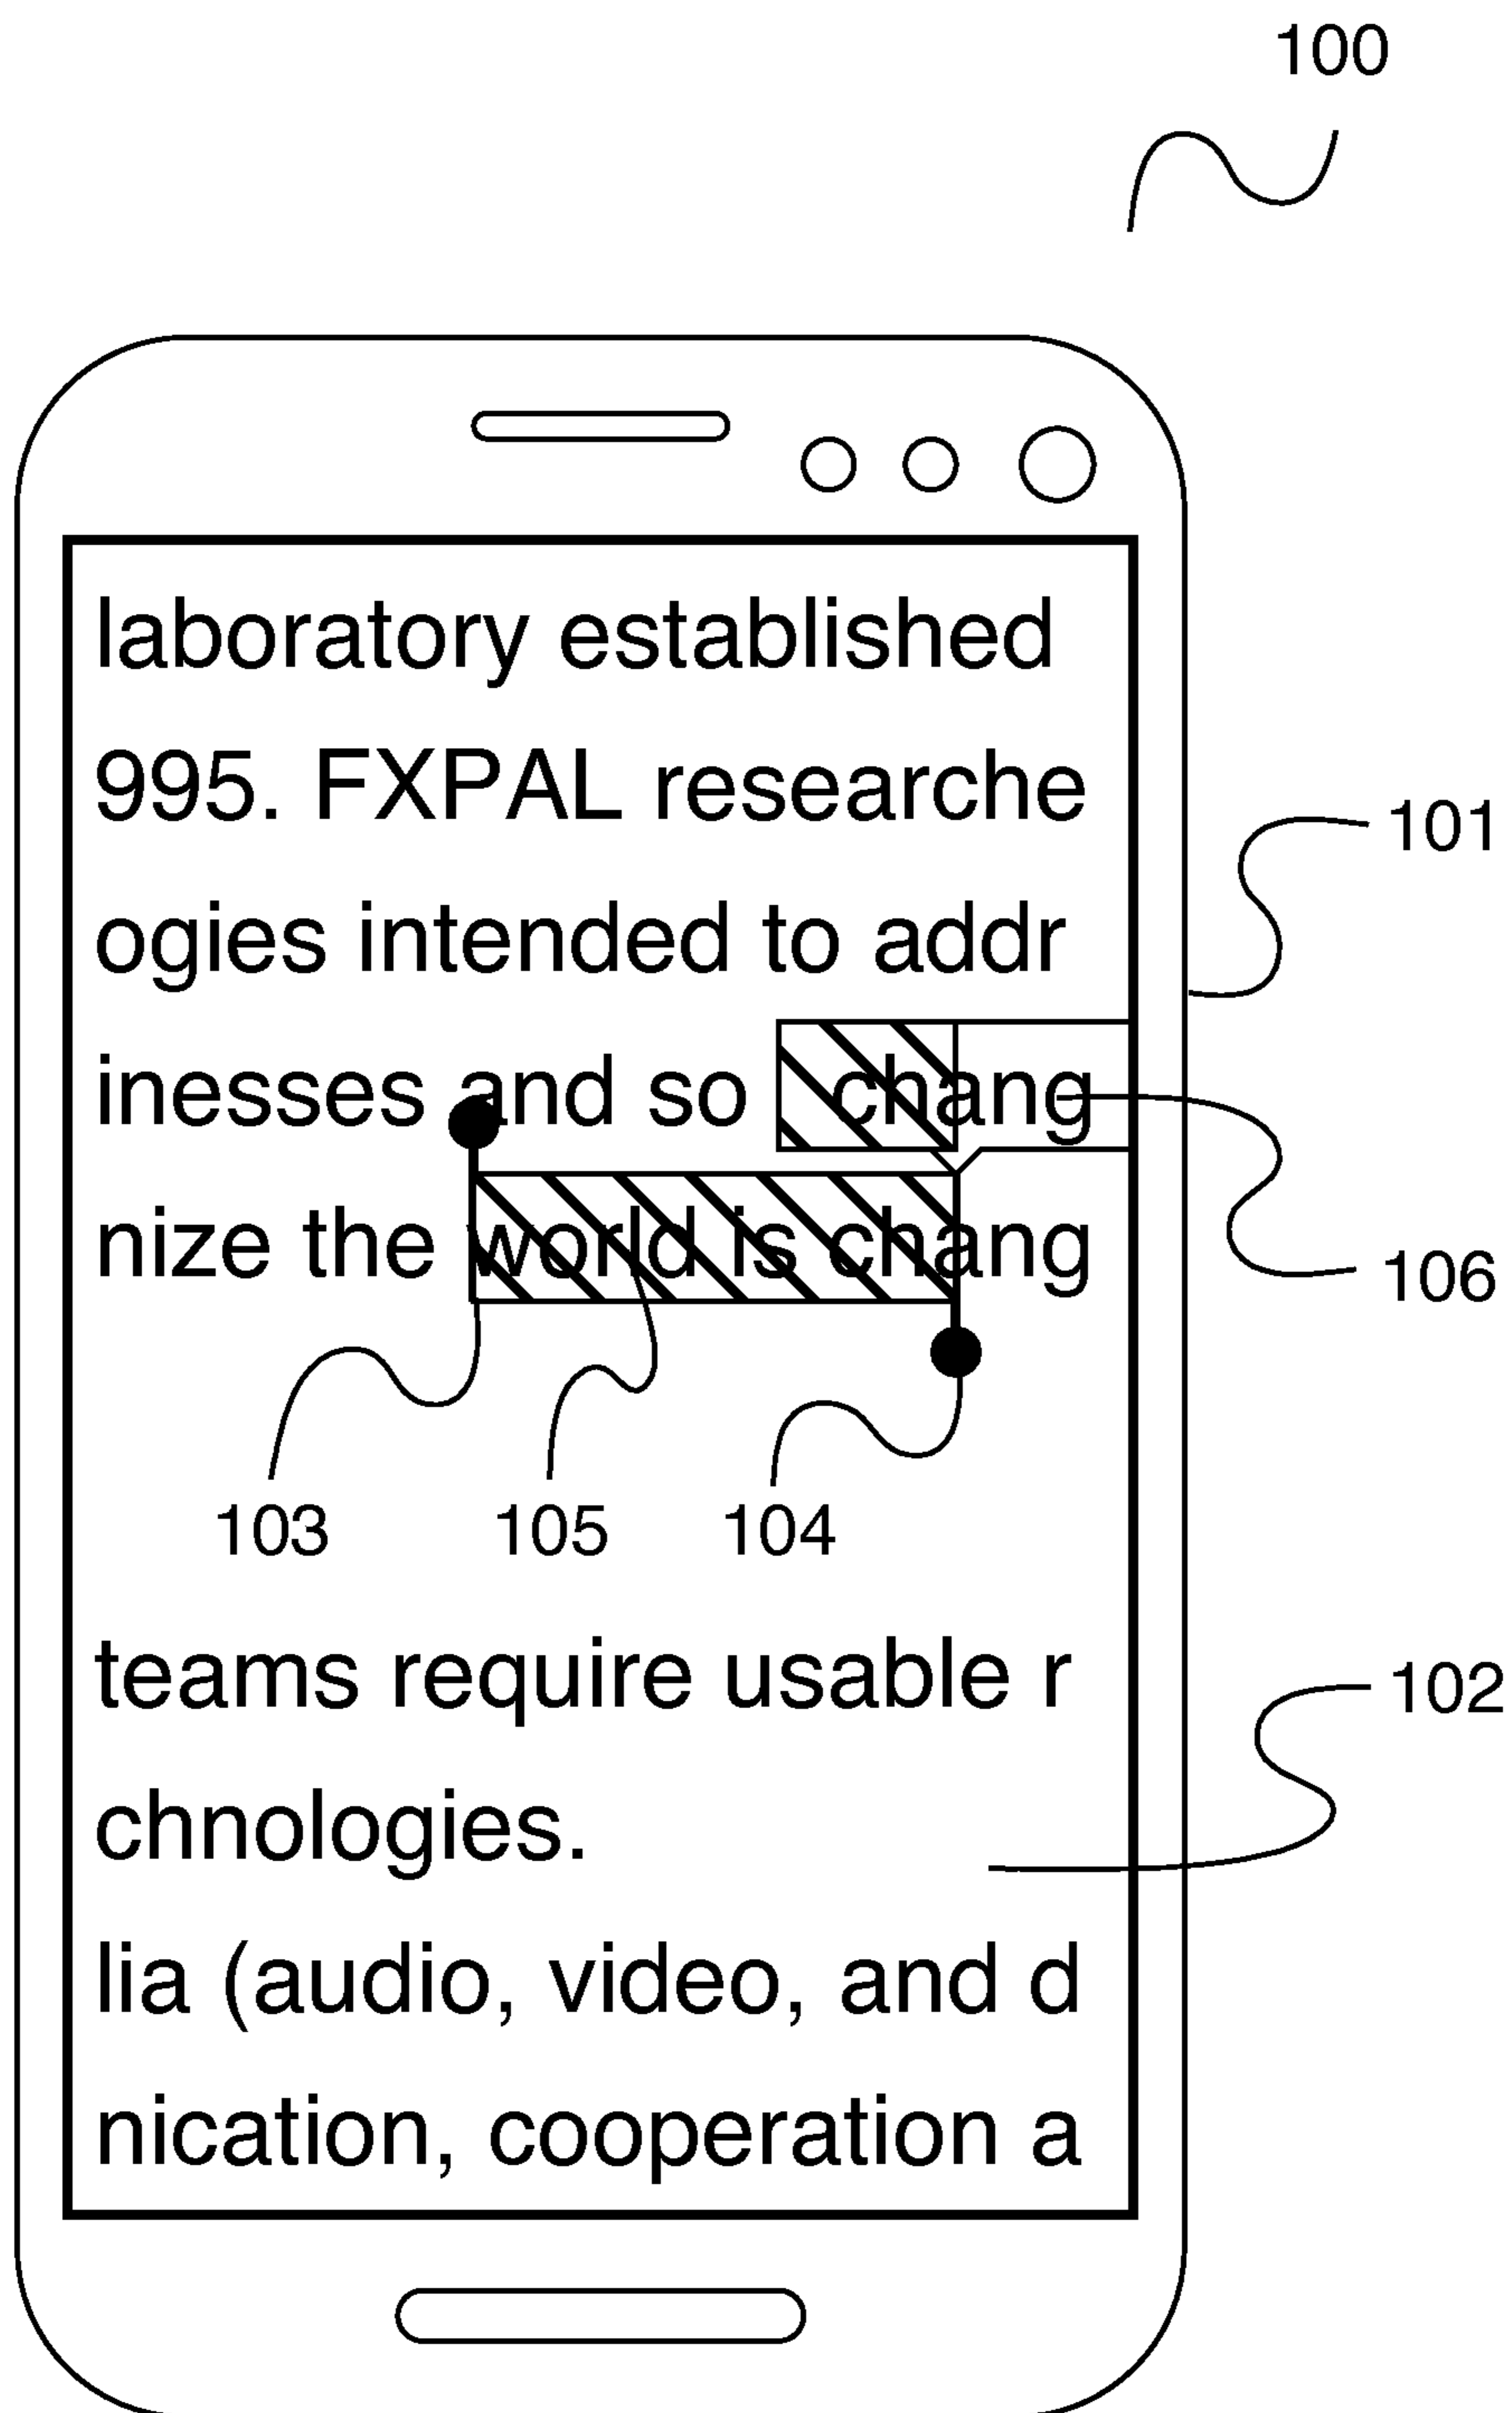 100
laboratory established
995. FXPAL researche
101
ogies intended to addr
inesses and so chang
nize the world is chang
106
103 105 104
teams require usable r
102
chnologies.
lia (audio, video, and d
nication, cooperation a